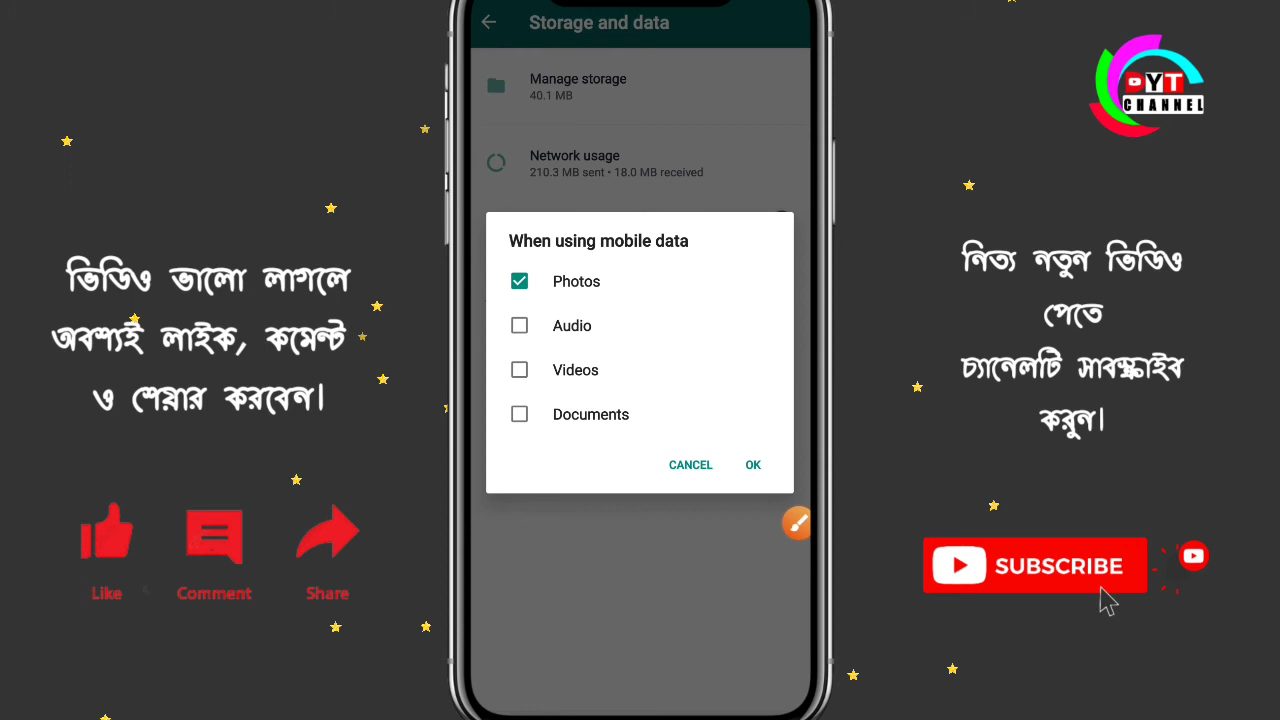 Storage and data
Manage storage
40.1 MB
Network usage
210.3 MB sent • 18.0 MB received
When using mobile data
Photos
Audio
Videos
Documents
CANCEL OK
ভিডিও ভালো লাগলে
অবশ্যই লাইক, কমেন্ট
ও শেয়ার করবেন।
Like Comment Share
YT
CHANNEL
নিত্য নতুন ভিডিও
পেতে
চ্যানেলটি সাবস্ক্রাইব
করুন।
SUBSCRIBE